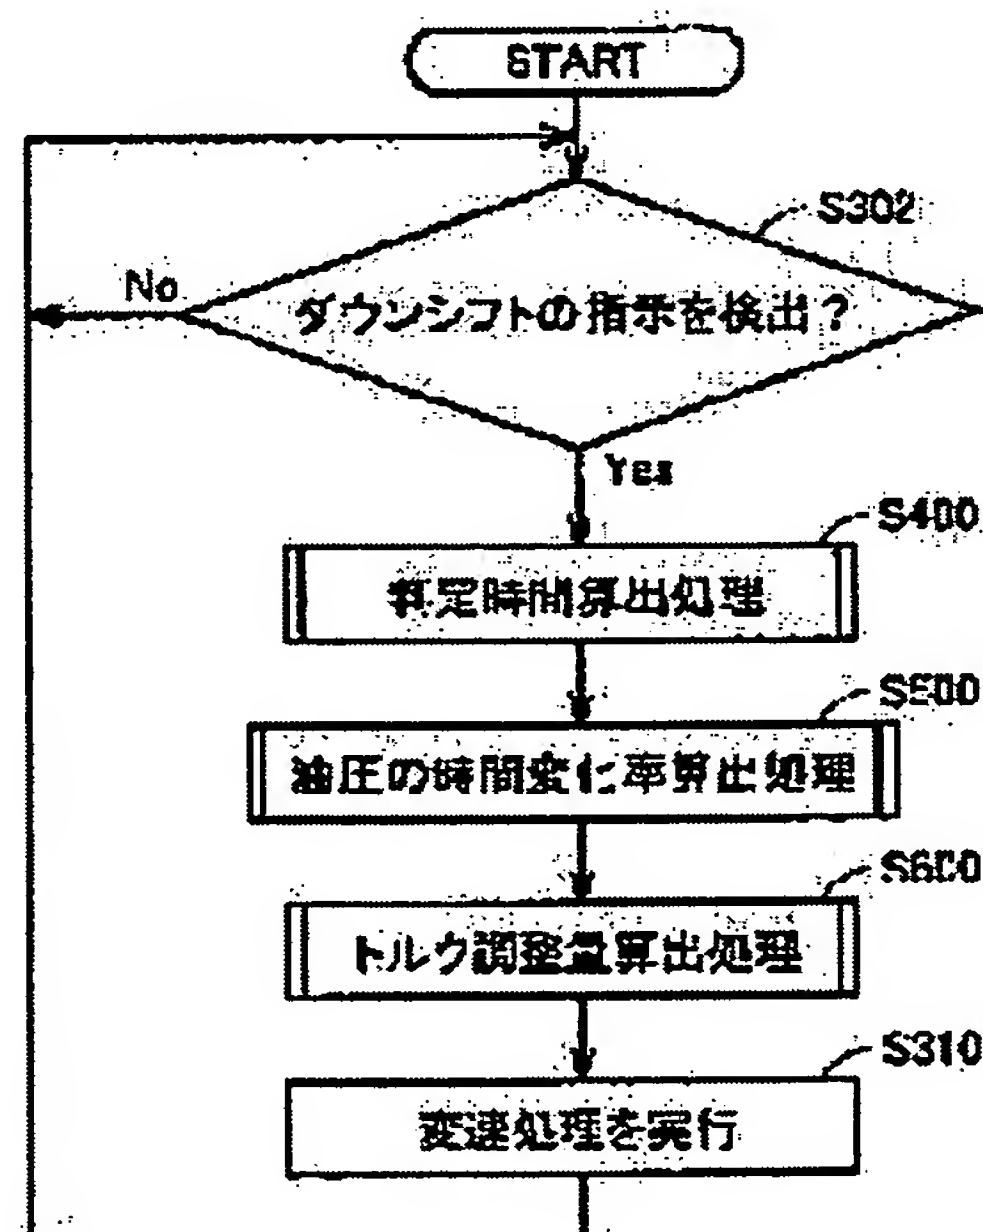 START
S302
No
ダウンシフトの指示を検出?
Yes
S400
判定時間算出処理
S500
油圧の時間変化率算出処理
S600
トルク調整量算出処理
S310
変速処理を実行